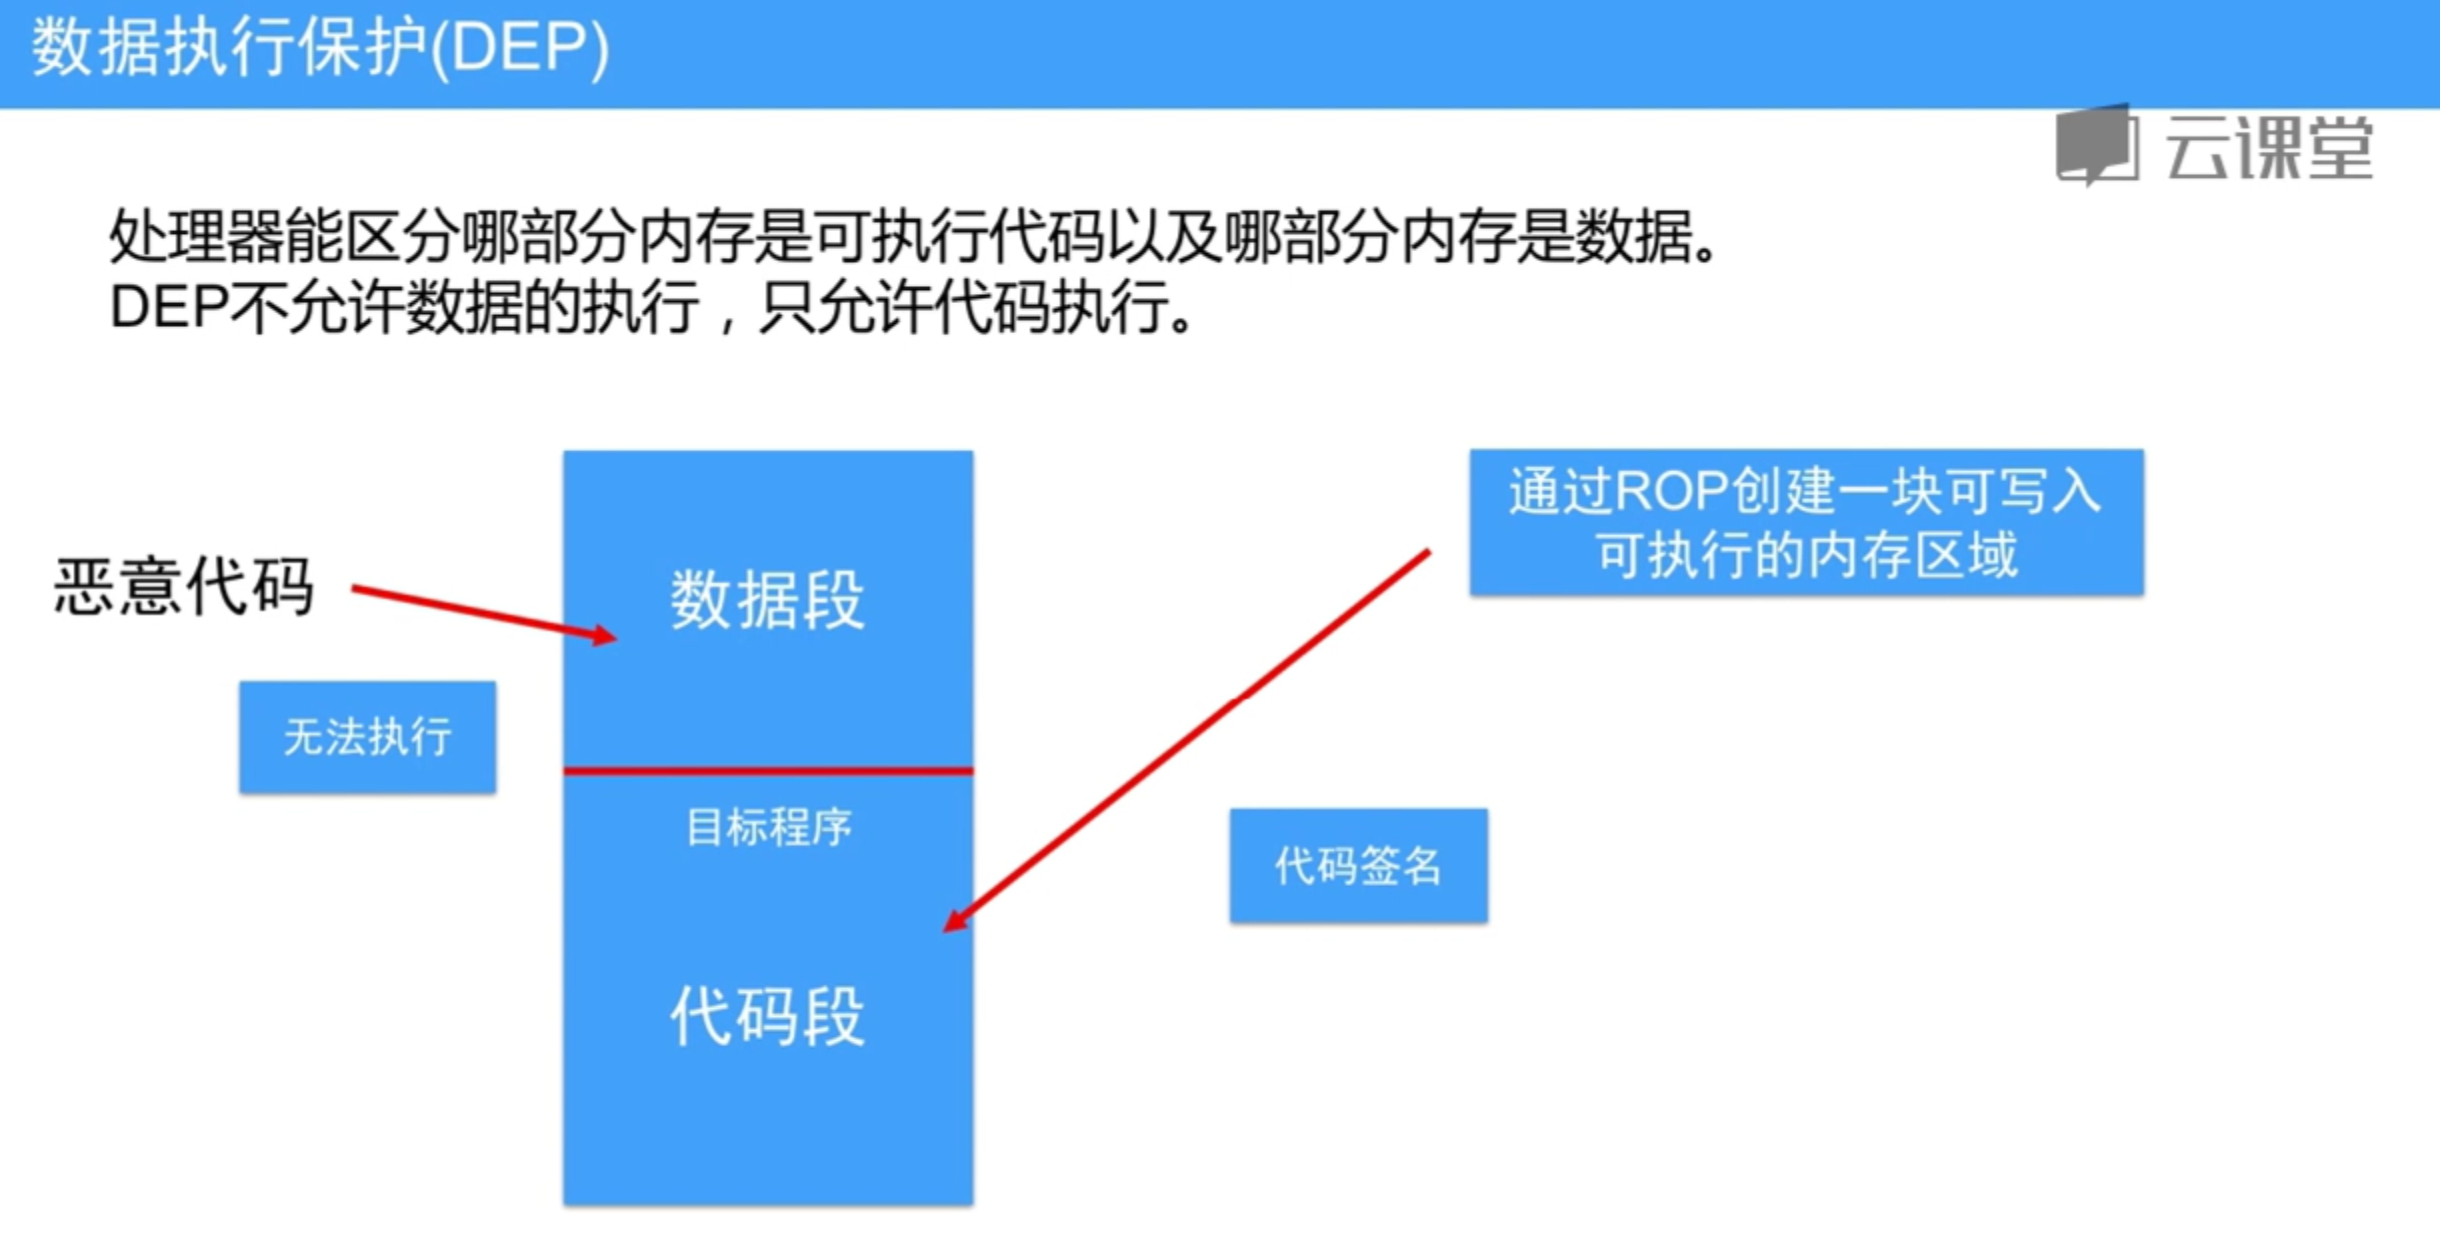 数据执行保护(DEP)
云课堂
处理器能区分哪部分内存是可执行代码以及哪部分内存是数据。
DEP不允许数据的执行，只允许代码执行。
通过ROP创建一块可写入
可执行的内存区域
恶意代码
数据段
无法执行
目标程序
代码签名
代码段